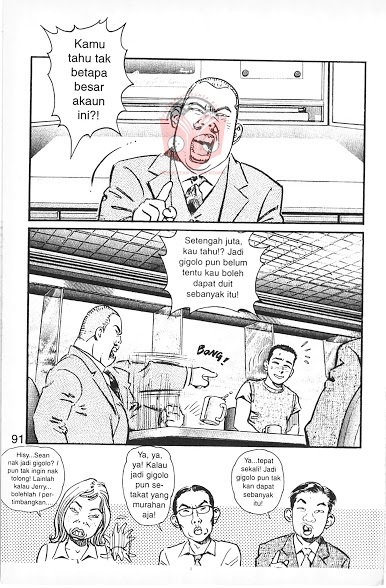 Kamu
tahu tak
betapa
besar
akaun
ini?!
Setengah juta,
kau tahu!? Jadi
gigolo pun belum
tentu kau boleh
dapat duit
sebanyak itu!
BONG!
91
Hisy...Sean
nak jadi gigolo? I
pun tak ingin nak
tolong! Lainlah
kalau Jerry...
bolehlah I per-
timbangkan...
Ya, ya,
ya! Kalau
jadi gigolo
pun se-
takat yang
murahan
aja!
Ya...tepat
sekali! Jadi
gigolo pun tak
kan dapat
sebanyak
itu!